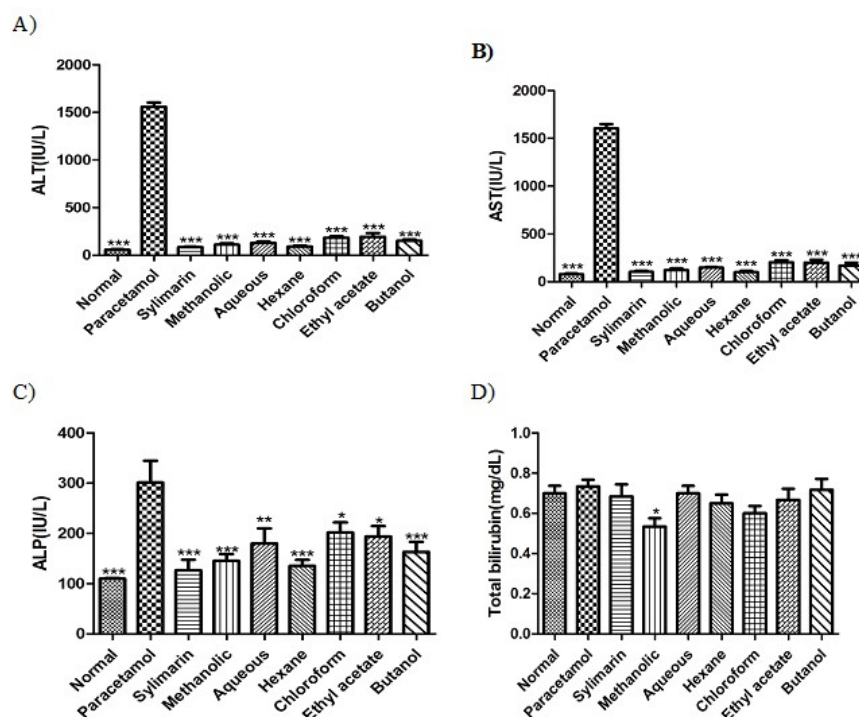 A)
2000
1500
1000
500
0
ALT(IU/L)
***
***
***
***
***
***
***
***
Normal
Paracetamol
Sylimarin
Methanolic
Aqueous
Hexane
Chloroform
Ethyl acetate
Butanol
B)
2000
1500
1000
500
0
AST(IU/L)
***
***
***
***
***
***
***
***
Normal
Paracetamol
Sylimarin
Methanolic
Aqueous
Hexane
Chloroform
Ethyl acetate
Butanol
C)
400
300
200
100
0
ALP(IU/L)
***
***
***
**
***
*
*
***
Normal
Paracetamol
Sylimarin
Methanolic
Aqueous
Hexane
Chloroform
Ethyl acetate
Butanol
D)
1.0
0.8
0.6
0.4
0.2
0.0
Total bilirubin(mg/dL)
*
Normal
Paracetamol
Sylimarin
Methanolic
Aqueous
Hexane
Chloroform
Ethyl acetate
Butanol